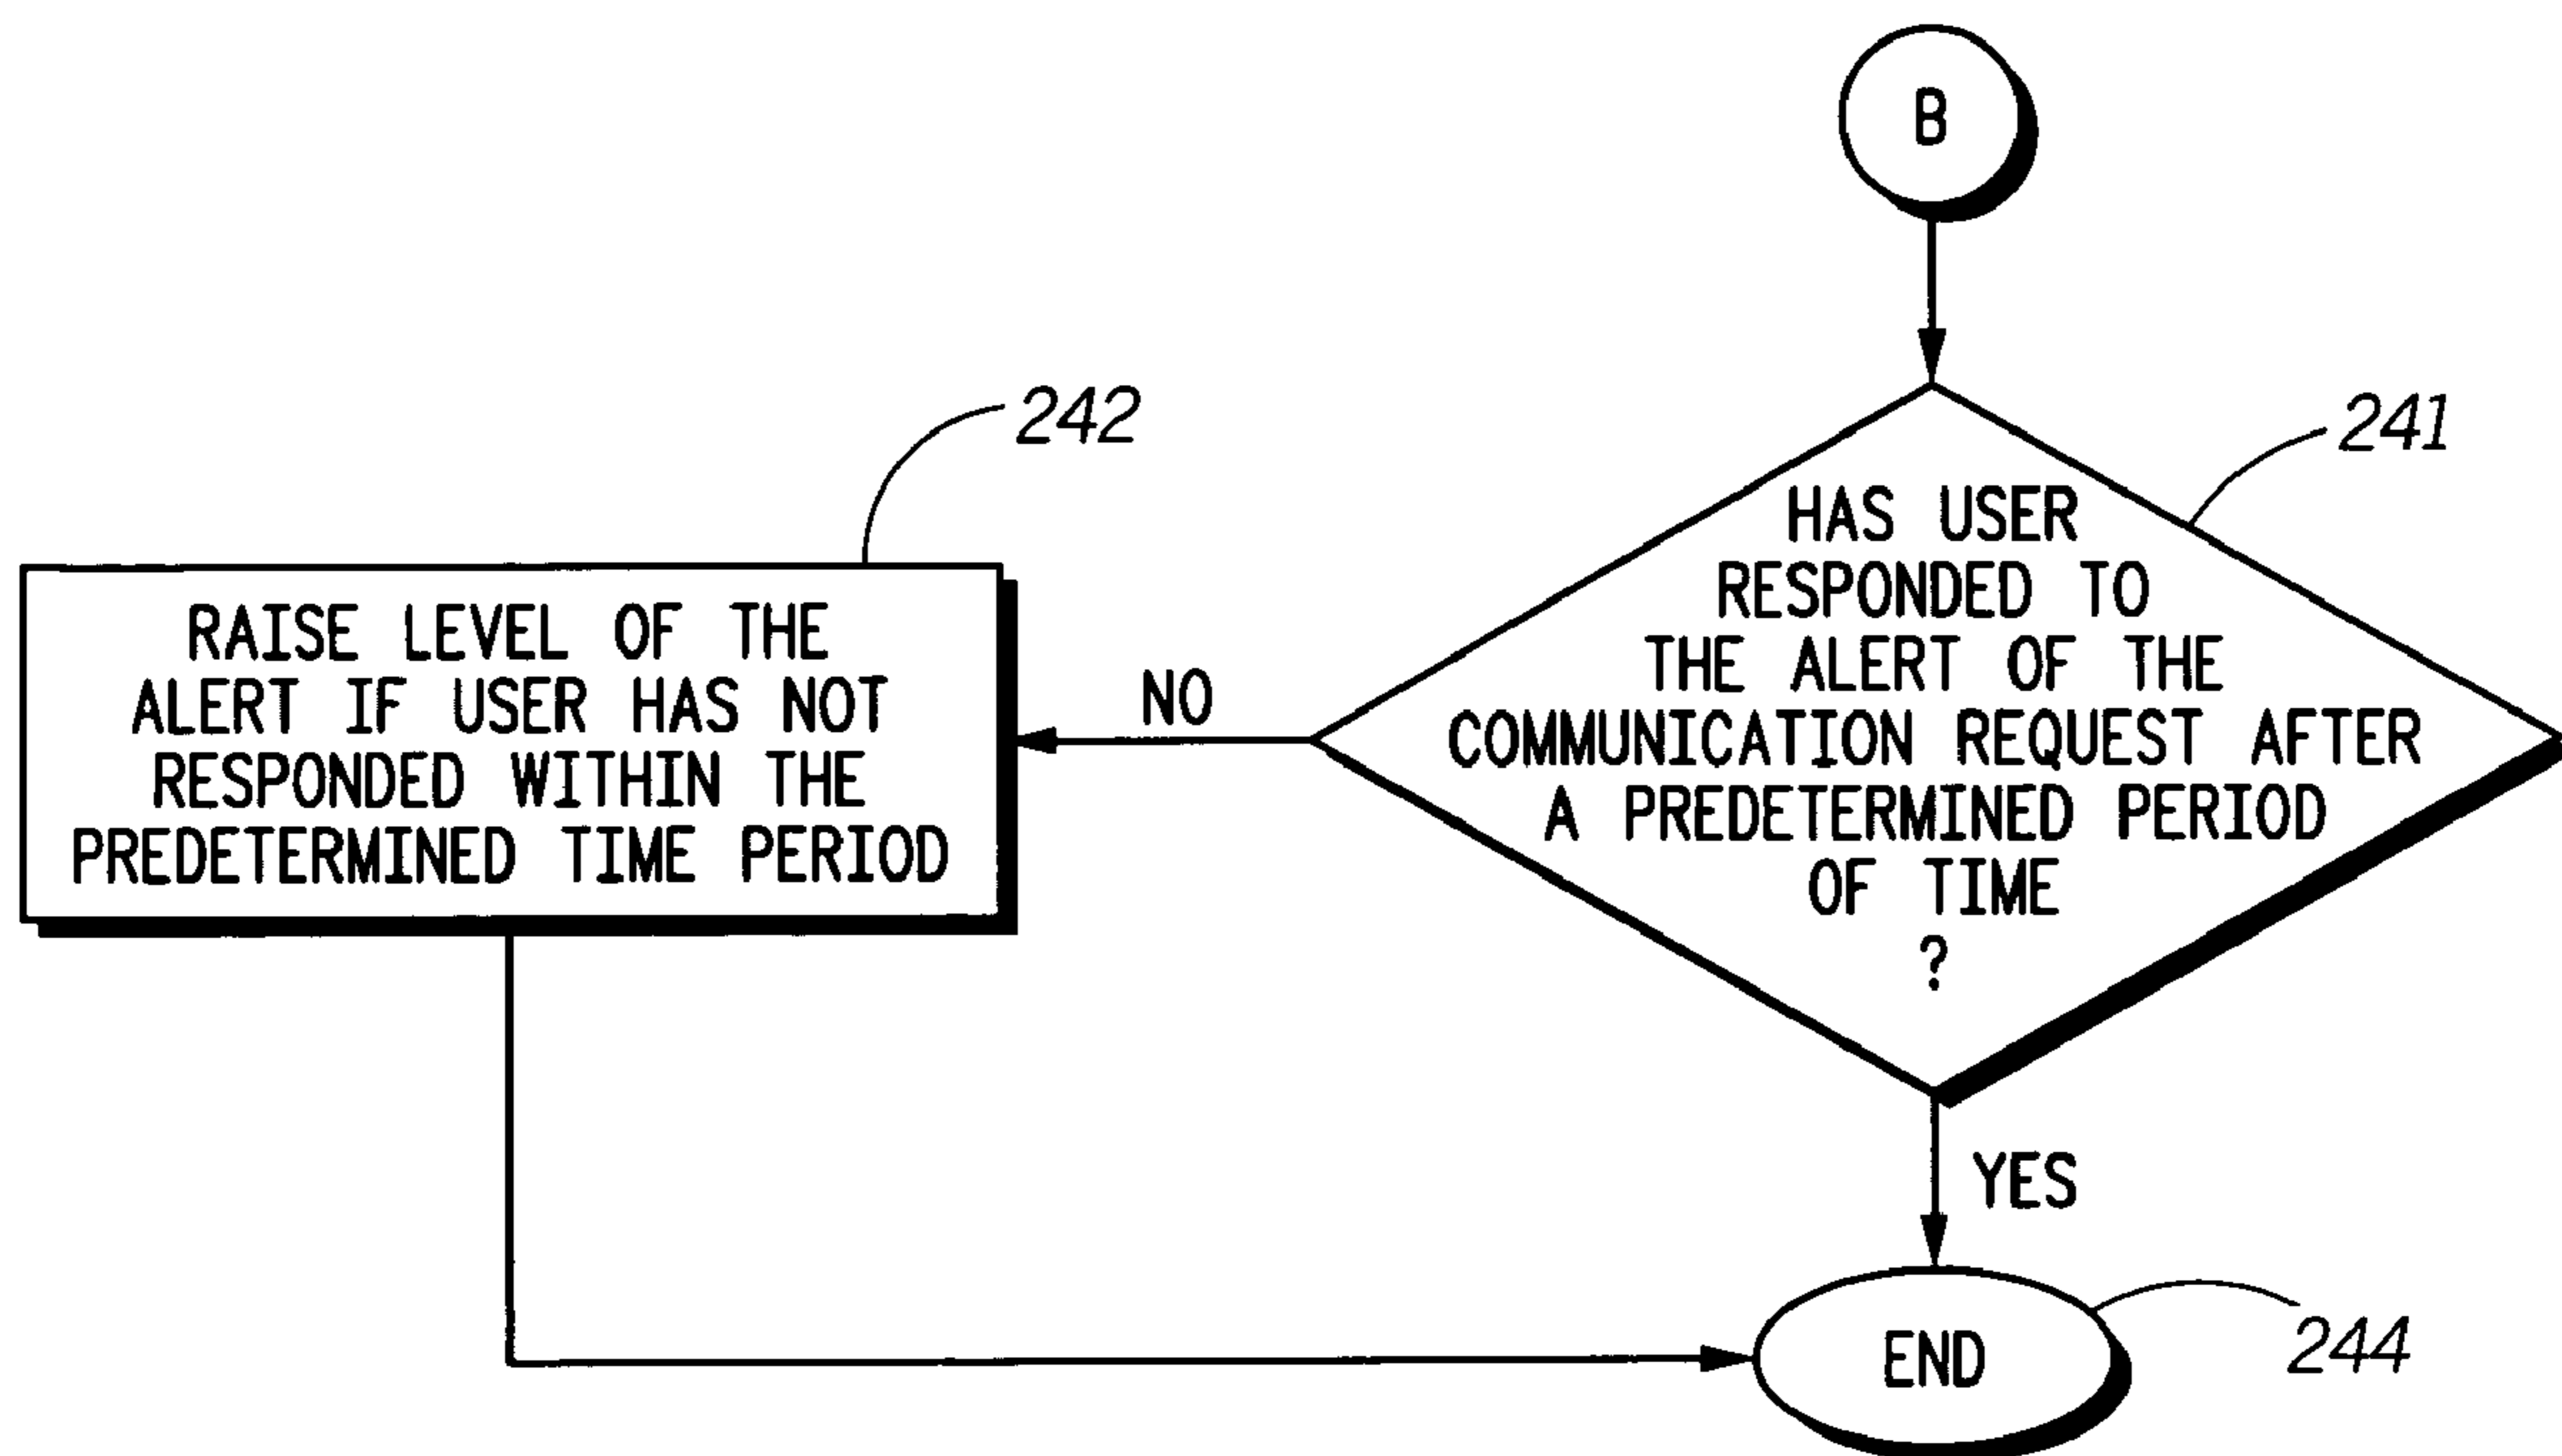 B
241
HAS USER
RESPONDED TO
THE ALERT OF THE
COMMUNICATION REQUEST AFTER
A PREDETERMINED PERIOD
OF TIME
?
NO
242
RAISE LEVEL OF THE
ALERT IF USER HAS NOT
RESPONDED WITHIN THE
PREDETERMINED TIME PERIOD
YES
END
244